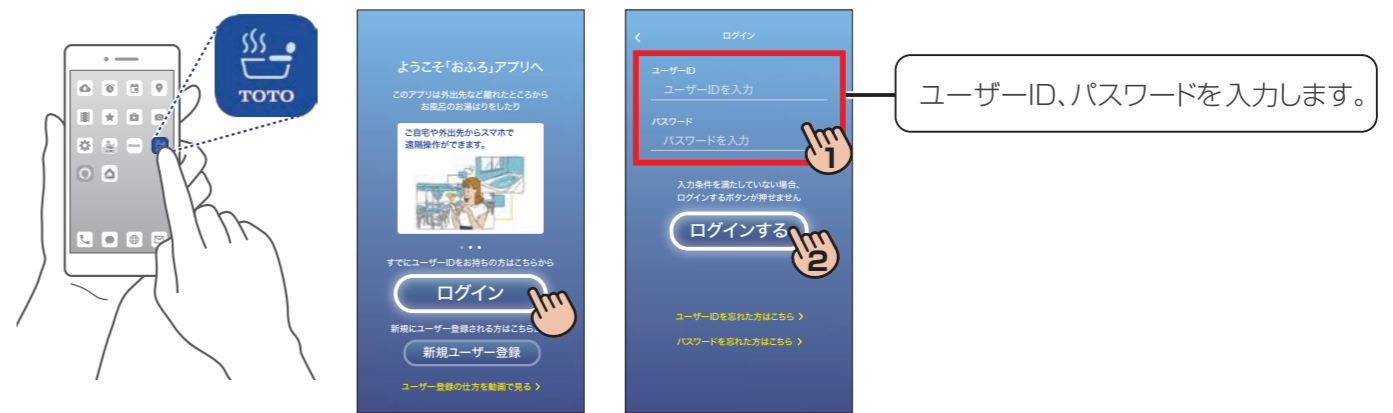 TOTO
ようこそ「おふろ」アプリへ
このアプリは外出先など離れたところから
お風呂のお湯はりをしたり
ご自宅や外出先からスマホで
遠隔操作ができます。
すでにユーザーIDをお持ちの方はこちらから
ログイン
新規にユーザー登録される方はこちら
新規ユーザー登録
ユーザー登録の仕方を動画で見る >
< ログイン
ユーザーID
ユーザーIDを入力
パスワード
パスワードを入力
1
入力条件を満たしていない場合、
ログインするボタンが押せません
ログインする
2
ユーザーIDを忘れた方はこちら >
パスワードを忘れた方はこちら >
ユーザーID、パスワードを入力します。